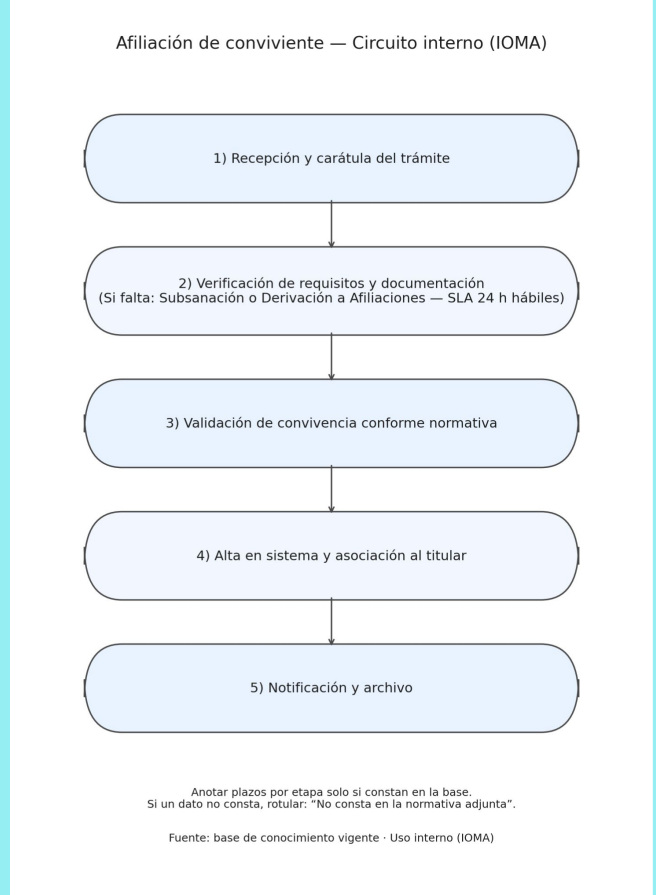 Afiliación de conviviente — Circuito interno (IOMA)
1) Recepción y carátula del trámite
2) Verificación de requisitos y documentación
(Si falta: Subsanación o Derivación a Afiliaciones — SLA 24 h hábiles)
3) Validación de convivencia conforme normativa
4) Alta en sistema y asociación al titular
5) Notificación y archivo
Anotar plazos por etapa solo si constan en la base.
Si un dato no consta, rotular: “No consta en la normativa adjunta”.
Fuente: base de conocimiento vigente · Uso interno (IOMA)